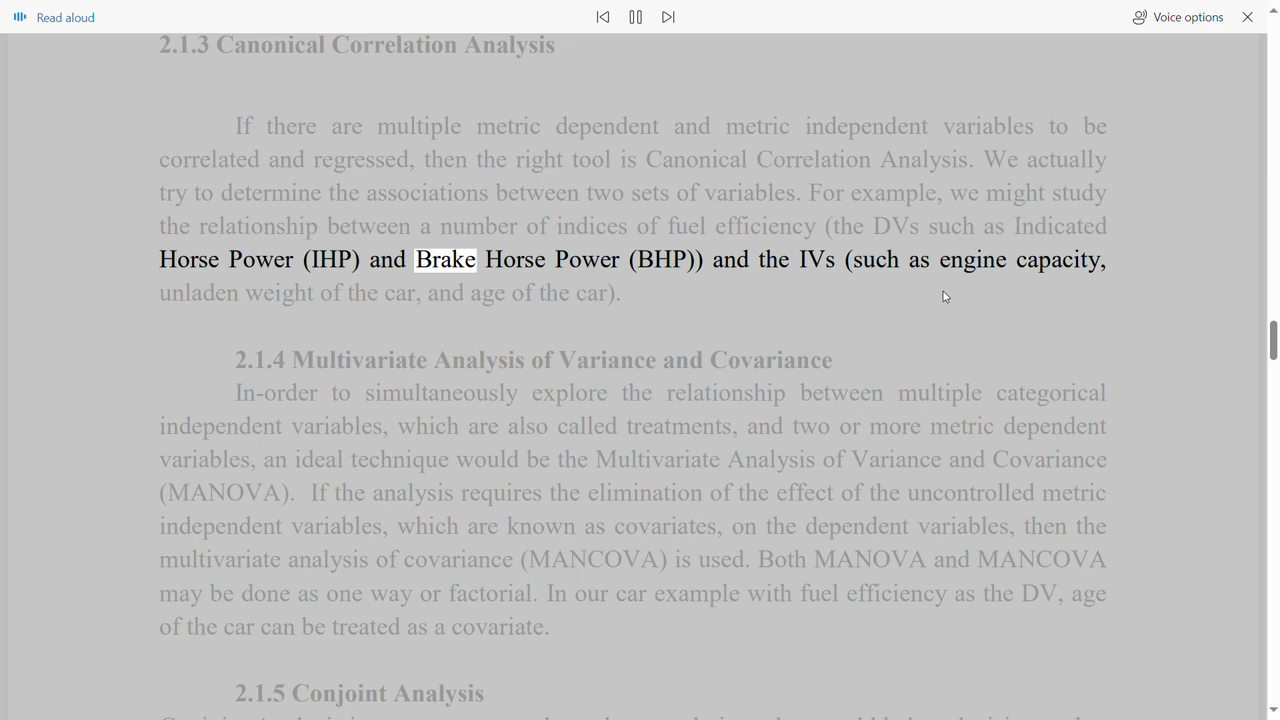 Read aloud
Voice options
2.1.3 Canonical Correlation Analysis
If there are multiple metric dependent and metric independent variables to be
correlated and regressed, then the right tool is Canonical Correlation Analysis. We actually
try to determine the associations between two sets of variables. For example, we might study
the relationship between a number of indices of fuel efficiency (the DVs such as Indicated
Horse Power (IHP) and Brake Horse Power (BHP)) and the IVs (such as engine capacity,
unladen weight of the car, and age of the car).
2.1.4 Multivariate Analysis of Variance and Covariance
In-order to simultaneously explore the relationship between multiple categorical
independent variables, which are also called treatments, and two or more metric dependent
variables, an ideal technique would be the Multivariate Analysis of Variance and Covariance
(MANOVA). If the analysis requires the elimination of the effect of the uncontrolled metric
independent variables, which are known as covariates, on the dependent variables, then the
multivariate analysis of covariance (MANCOVA) is used. Both MANOVA and MANCOVA
may be done as one way or factorial. In our car example with fuel efficiency as the DV, age
of the car can be treated as a covariate.
2.1.5 Conjoint Analysis